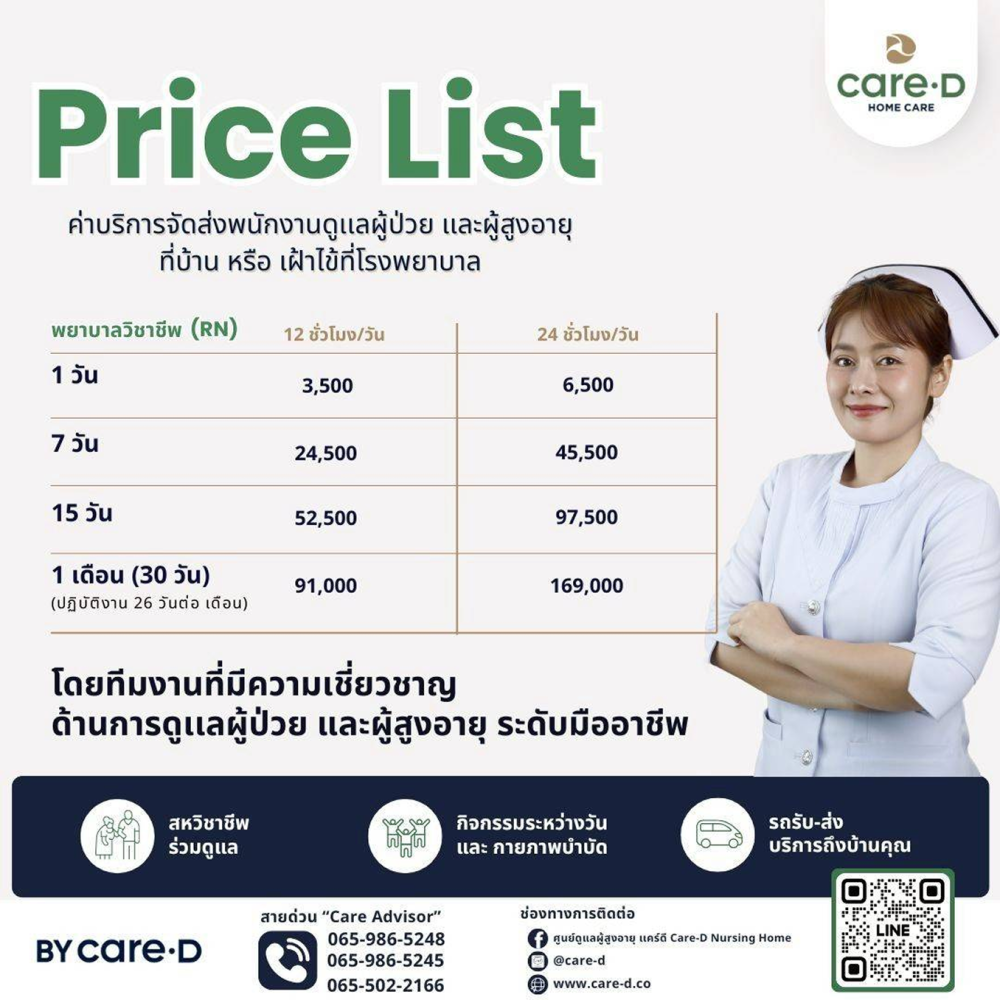 care·D
HOME CARE
Price List
ค่าบริการจัดส่งพนักงานดูแลผู้ป่วย และผู้สูงอายุ
ที่บ้าน หรือ เฝ้าไข้ที่โรงพยาบาล
พยาบาลวิชาชีพ (RN) 12 ชั่วโมง/วัน 24 ชั่วโมง/วัน
1 วัน 3,500 6,500
7 วัน 24,500 45,500
15 วัน 52,500 97,500
1 เดือน (30 วัน) 91,000 169,000
(ปฏิบัติงาน 26 วันต่อ เดือน)
โดยทีมงานที่มีความเชี่ยวชาญ
ด้านการดูแลผู้ป่วย และผู้สูงอายุ ระดับมืออาชีพ
สหวิชาชีพ
ร่วมดูแล
กิจกรรมระหว่างวัน
และ กายภาพบำบัด
รถรับ-ส่ง
บริการถึงบ้านคุณ
BY care·D
สายด่วน “Care Advisor”
065-986-5248
065-986-5245
065-502-2166
ช่องทางการติดต่อ
ศูนย์ดูแลผู้สูงอายุ แคร์ดี Care-D Nursing Home
@care-d
www.care-d.co
LINE